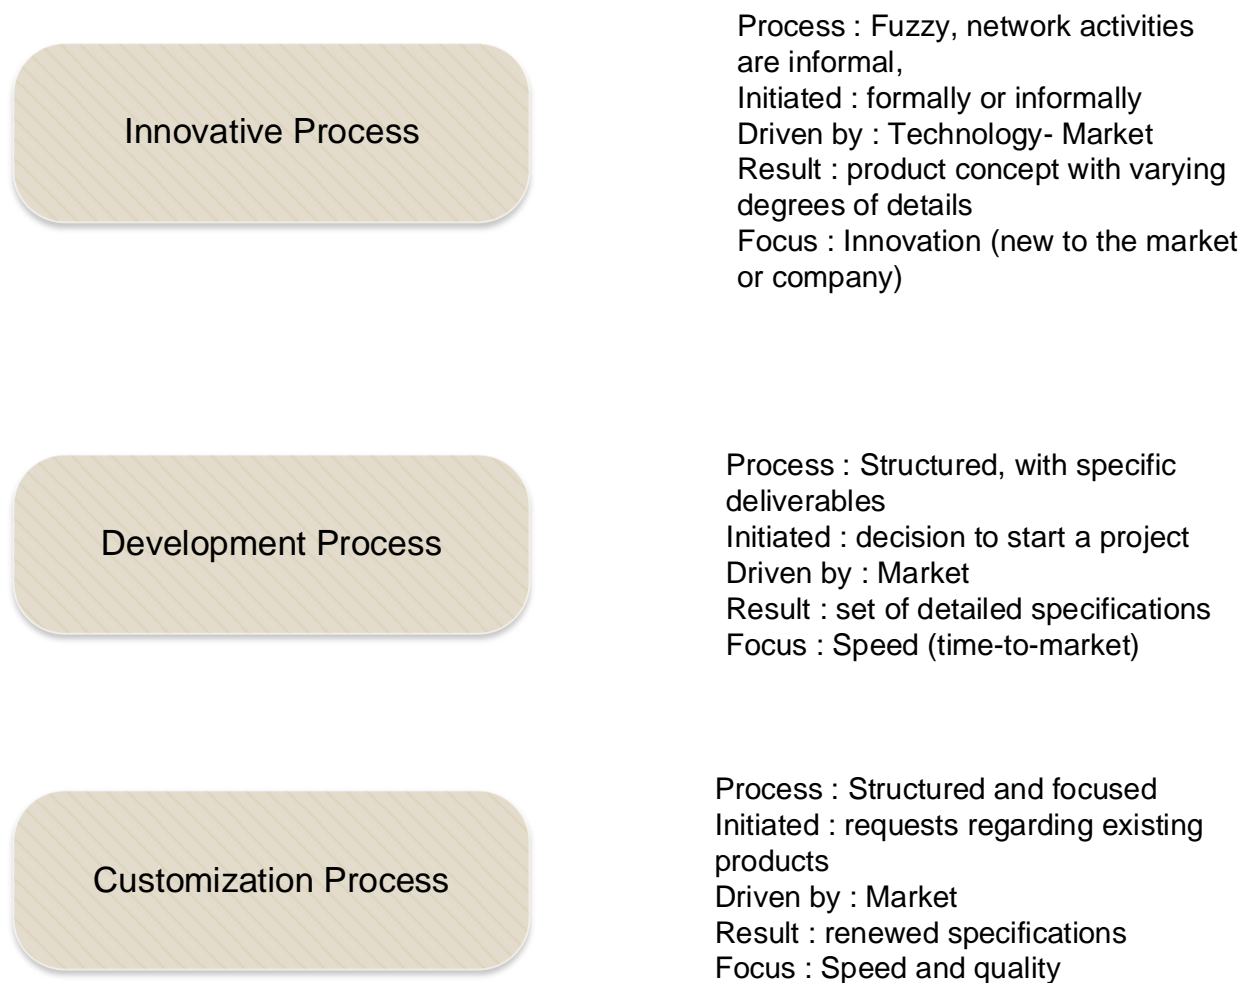 Innovative Process
Process : Fuzzy, network activities
are informal,
Initiated : formally or informally
Driven by : Technology- Market
Result : product concept with varying
degrees of details
Focus : Innovation (new to the market
or company)
Development Process
Process : Structured, with specific
deliverables
Initiated : decision to start a project
Driven by : Market
Result : set of detailed specifications
Focus : Speed (time-to-market)
Customization Process
Process : Structured and focused
Initiated : requests regarding existing
products
Driven by : Market
Result : renewed specifications
Focus : Speed and quality